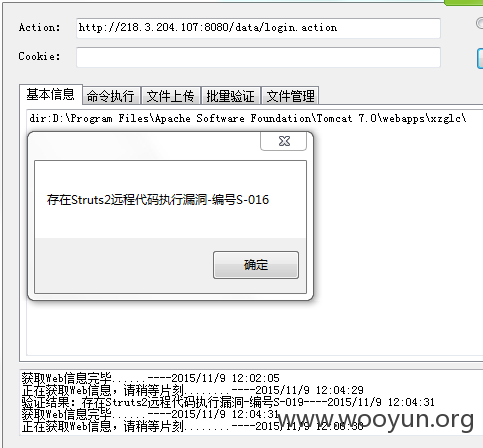 Action: http://218.3.204.107:8080/data/login.action
Cookie:
基本信息 命令执行 文件上传 批量验证 文件管理
dir:D:\Program Files\Apache Software Foundation\Tomcat 7.0\webapps\xzglc\
存在Struts2远程代码执行漏洞-编号S-016
确定
获取Web信息完毕......----2015/11/9 12:02:05
正在获取Web信息，请稍等片刻........----2015/11/9 12:04:29
验证结果：存在Struts2远程代码执行漏洞-编号S-019----2015/11/9 12:04:31
获取Web信息完毕......----2015/11/9 12:04:31
正在获取Web信息，请稍等片刻........----2015/11/9
www.wooyun.org